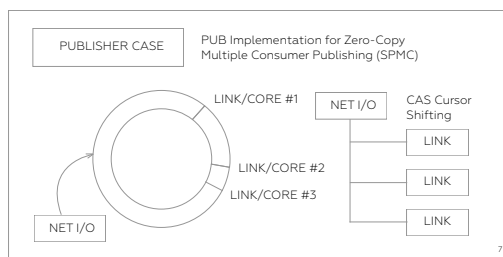 PUBLISHER CASE
PUB Implementation for Zero-Copy
Multiple Consumer Publishing (SPMC)
LINK/CORE #1
LINK/CORE #2
LINK/CORE #3
NET I/O
NET I/O
CAS Cursor
Shifting
LINK
LINK
LINK
7